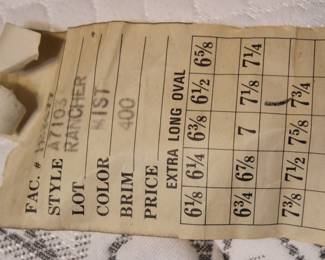 FAC. #
STYLE A7103
LOT RANCHER
COLOR MIST
BRIM 400
PRICE
EXTRA LONG OVAL
6⅛ 6¼ 6⅜ 6½ 6⅝
6¾ 6⅞ 7 7⅛ 7¼
7⅜ 7½ 7⅝ 7¾